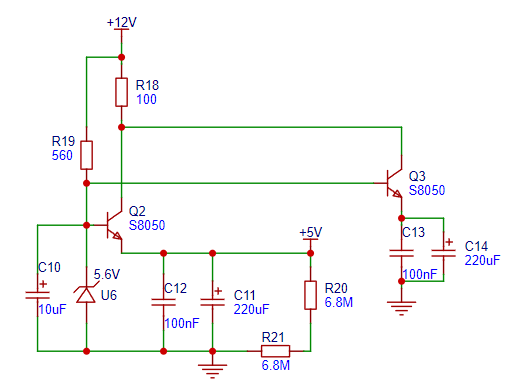 +12V
R18
100
R19
560
Q3
S8050
Q2
S8050
+5V
C13
100nF
C14
220uF
C10
10uF
5.6V
U6
C12
100nF
C11
220uF
R20
6.8M
R21
6.8M